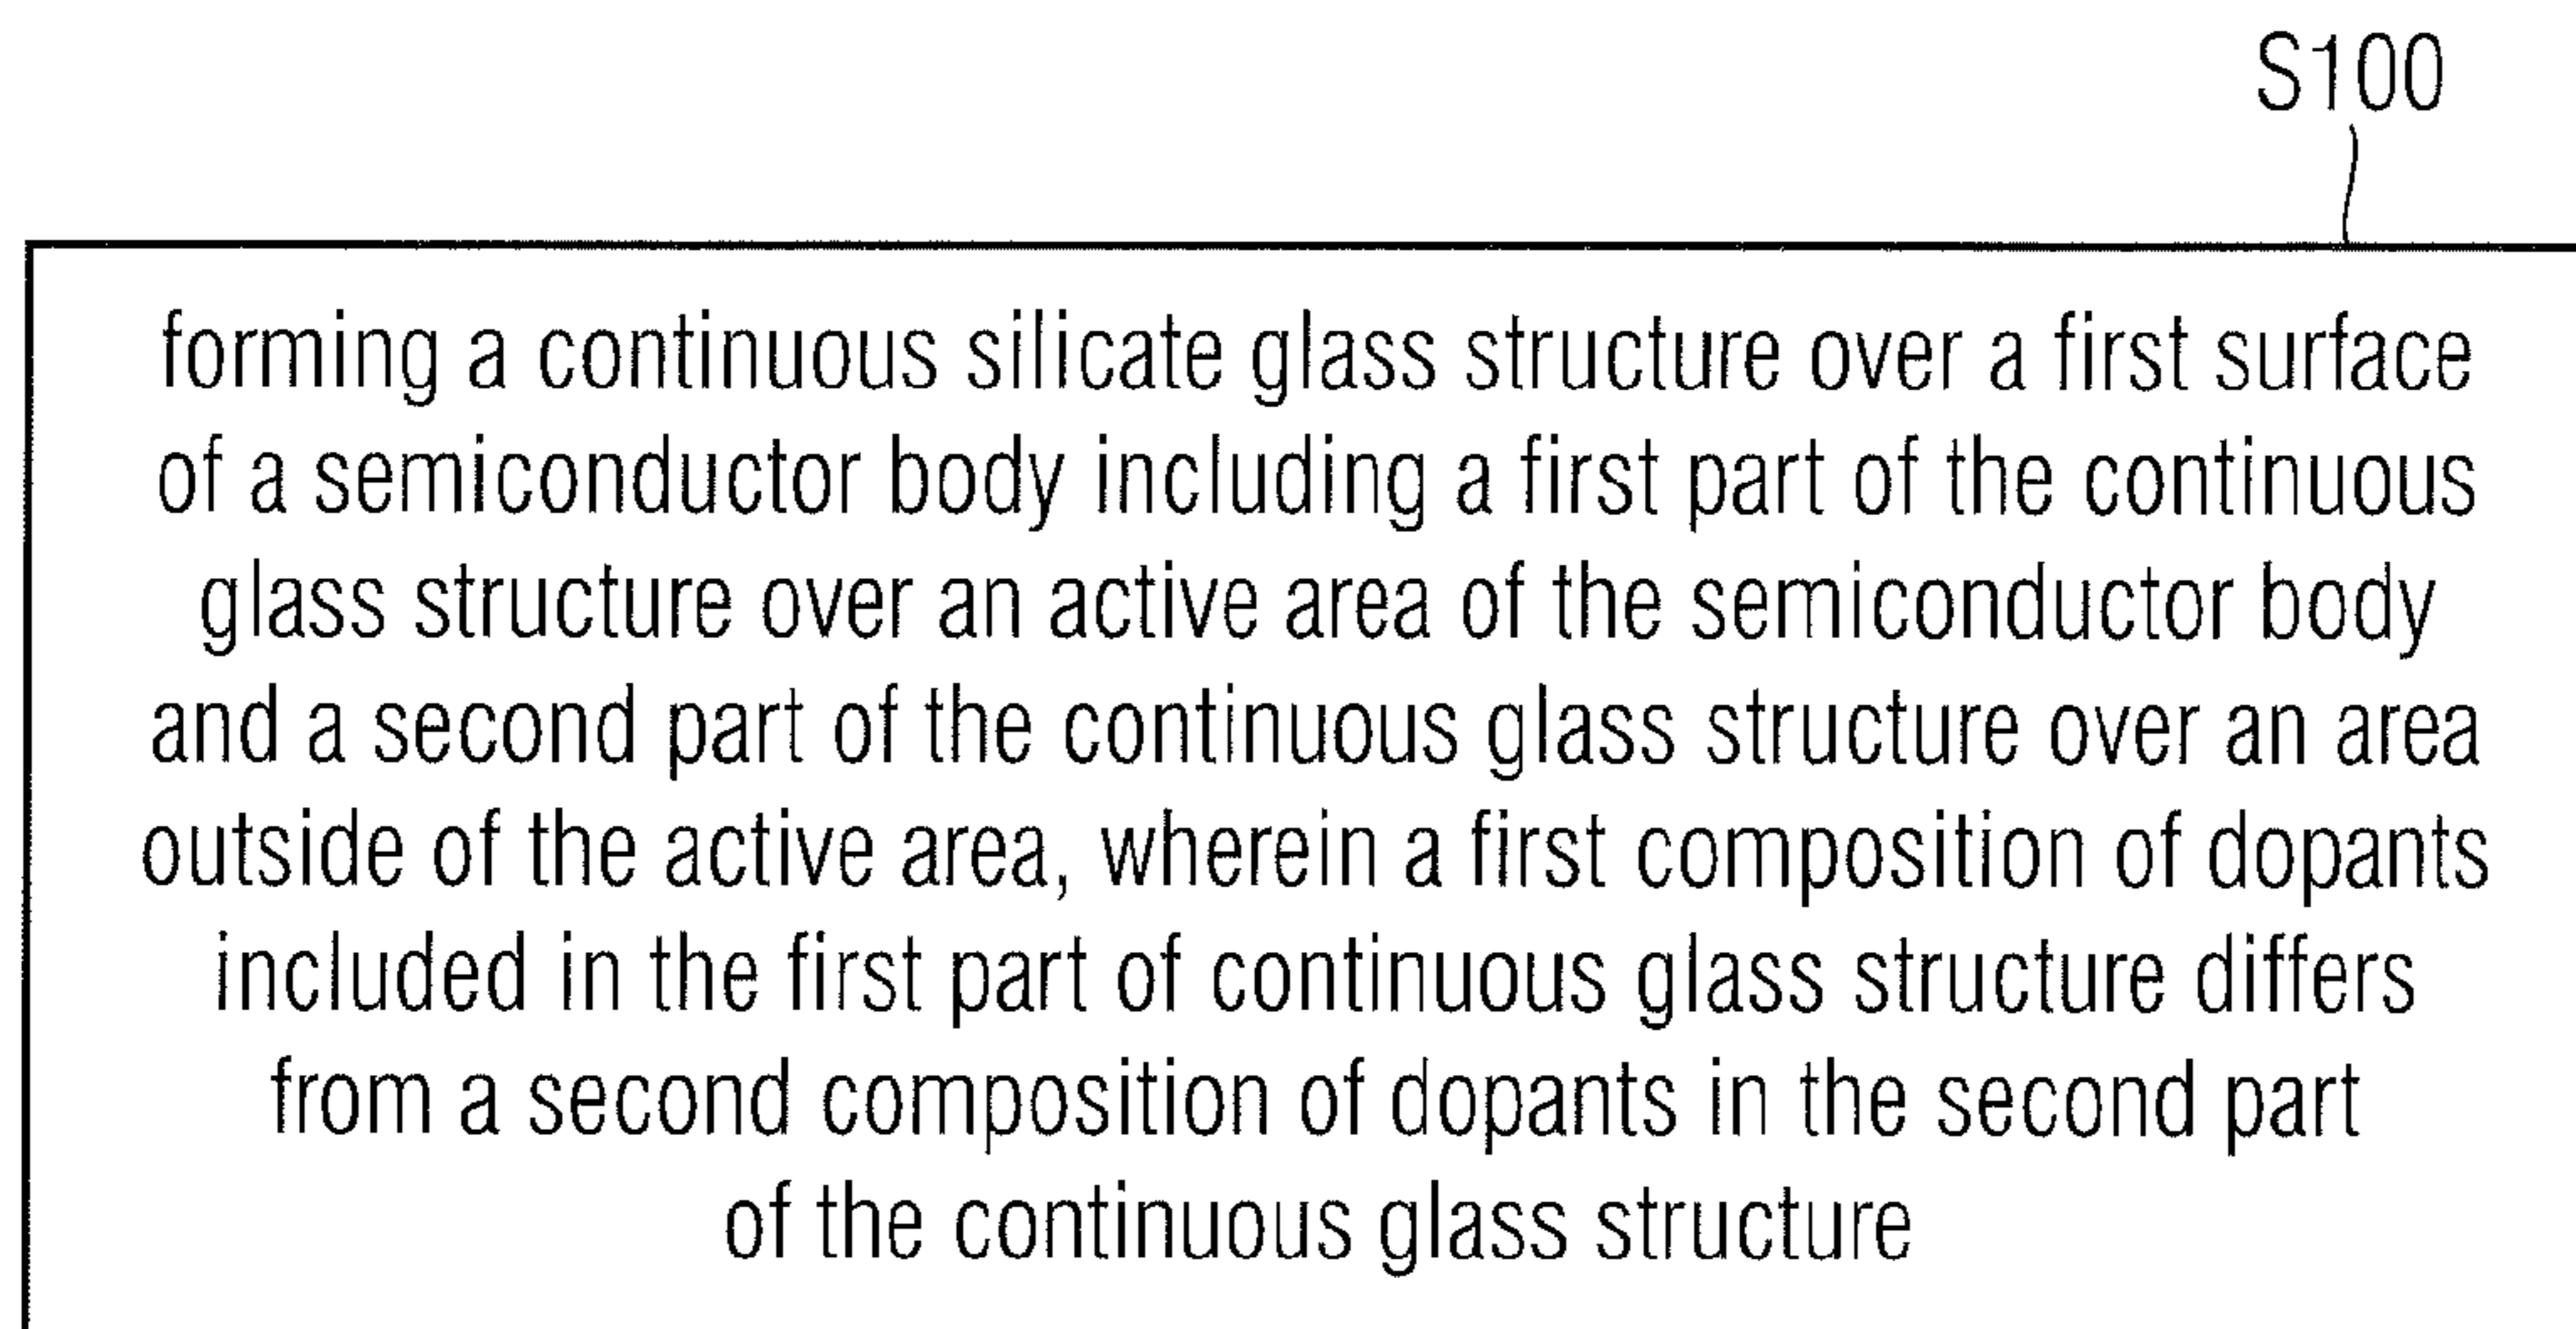 S100
forming a continuous silicate glass structure over a first surface
of a semiconductor body including a first part of the continuous
glass structure over an active area of the semiconductor body
and a second part of the continuous glass structure over an area
outside of the active area, wherein a first composition of dopants
included in the first part of continuous glass structure differs
from a second composition of dopants in the second part
of the continuous glass structure